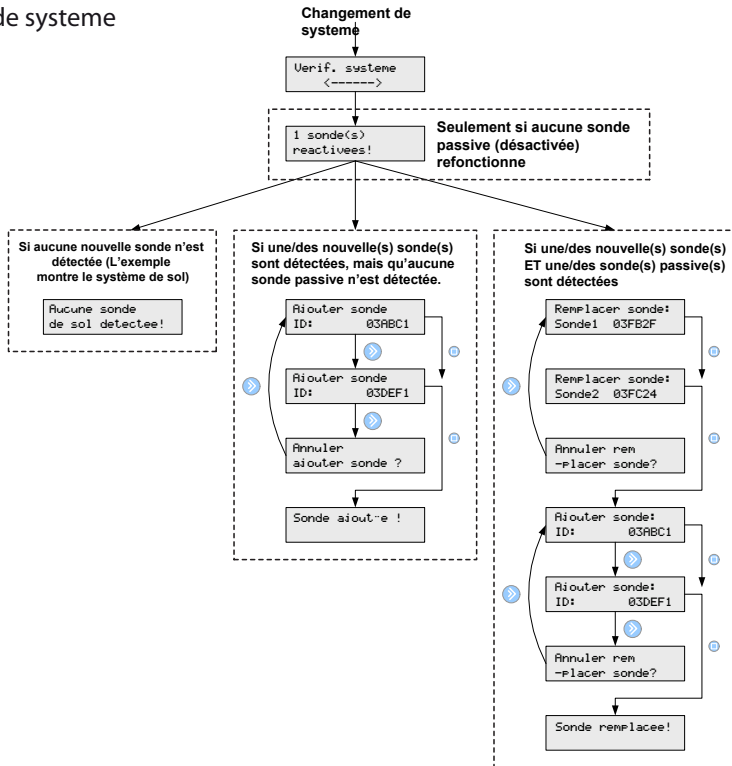 de systeme
Changement de
systeme
Verif. systeme
<------>
1 sonde(s)
reactivees!
Seulement si aucune sonde
passive (désactivée)
refonctionne
Si aucune nouvelle sonde n'est
détectée (L'exemple
montre le système de sol)
Aucune sonde
de sol detectee!
Si une/des nouvelle(s) sonde(s)
sont détectées, mais qu'aucune
sonde passive n'est détectée.
Ajouter sonde
ID: 03ABC1
Ajouter sonde
ID: 03DEF1
Annuler
ajouter sonde ?
Sonde ajout¨e !
Si une/des nouvelle(s) sonde(s)
ET une/des sonde(s) passive(s)
sont détectées
Remplacer sonde:
Sonde1 03FB2F
Remplacer sonde:
Sonde2 03FC24
Annuler rem
-placer sonde?
Ajouter sonde:
ID: 03ABC1
Ajouter sonde:
ID: 03DEF1
Annuler rem
-placer sonde?
Sonde remplacee!